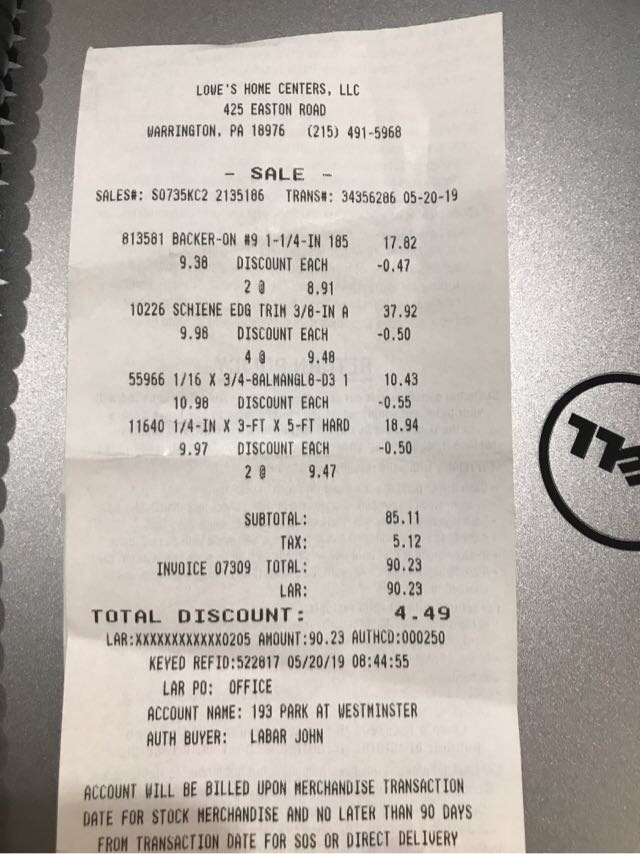 LOWE'S HOME CENTERS, LLC
425 EASTON ROAD
WARRINGTON, PA 18976 (215) 491-5968
- SALE -
SALES#: S0735KC2 2135186 TRANS#: 34356286 05-20-19
813581 BACKER-ON #9 1-1/4-IN 185 17.82
9.38 DISCOUNT EACH -0.47
2 @ 8.91
10226 SCHIENE EDG TRIM 3/8-IN A 37.92
9.98 DISCOUNT EACH -0.50
4 @ 9.48
55966 1/16 X 3/4-8ALMANGL8-D3 1 10.43
10.98 DISCOUNT EACH -0.55
11640 1/4-IN X 3-FT X 5-FT HARD 18.94
9.97 DISCOUNT EACH -0.50
2 @ 9.47
SUBTOTAL: 85.11
TAX: 5.12
INVOICE 07309 TOTAL: 90.23
LAR: 90.23
TOTAL DISCOUNT: 4.49
LAR:XXXXXXXXXXXX0205 AMOUNT:90.23 AUTHCD:000250
KEYED REFID:522817 05/20/19 08:44:55
LAR PO: OFFICE
ACCOUNT NAME: 193 PARK AT WESTMINSTER
AUTH BUYER: LABAR JOHN
ACCOUNT WILL BE BILLED UPON MERCHANDISE TRANSACTION
DATE FOR STOCK MERCHANDISE AND NO LATER THAN 90 DAYS
FROM TRANSACTION DATE FOR SOS OR DIRECT DELIVERY